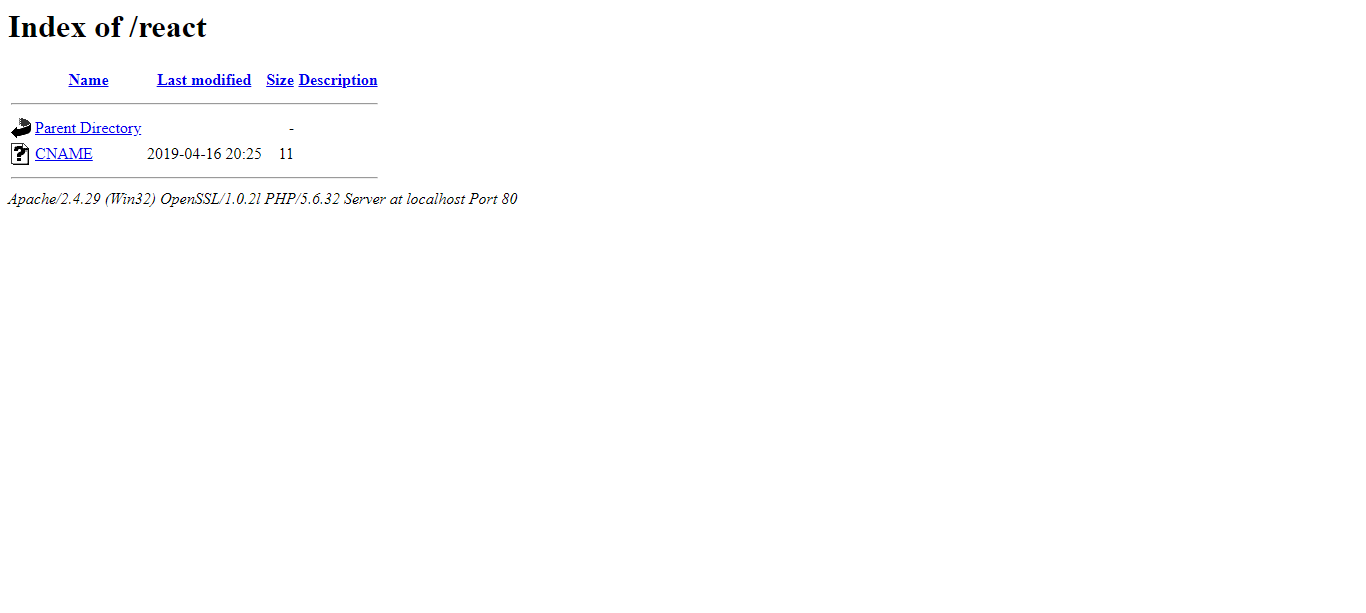 Index of /react
Name Last modified Size Description
Parent Directory -
CNAME 2019-04-16 20:25 11
Apache/2.4.29 (Win32) OpenSSL/1.0.2l PHP/5.6.32 Server at localhost Port 80